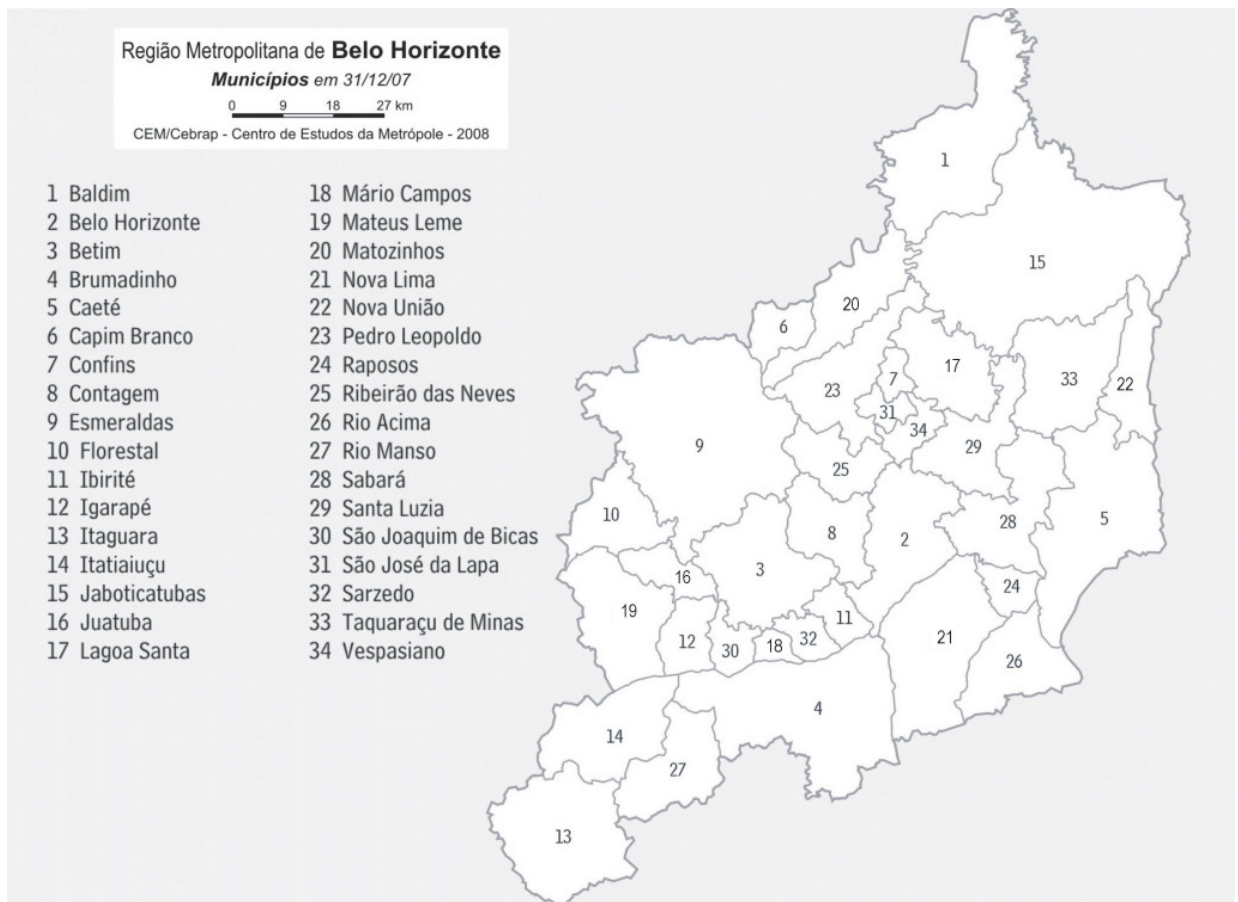 Região Metropolitana de Belo Horizonte
Municípios em 31/12/07
0 9 18 27 km
CEM/Cebrap - Centro de Estudos da Metrópole - 2008
1 Baldim
2 Belo Horizonte
3 Betim
4 Brumadinho
5 Caeté
6 Capim Branco
7 Confins
8 Contagem
9 Esmeraldas
10 Florestal
11 Ibirité
12 Igarapé
13 Itaguara
14 Itatiaiuçu
15 Jaboticatubas
16 Juatuba
17 Lagoa Santa
18 Mário Campos
19 Mateus Leme
20 Matozinhos
21 Nova Lima
22 Nova União
23 Pedro Leopoldo
24 Raposos
25 Ribeirão das Neves
26 Rio Acima
27 Rio Manso
28 Sabará
29 Santa Luzia
30 São Joaquim de Bicas
31 São José da Lapa
32 Sarzedo
33 Taquaraçu de Minas
34 Vespasiano
1
15
20
6
17
7
33
22
23
31
34
29
9
25
10
28
5
8
2
16
3
24
19
11
12
30
18
32
21
26
4
14
27
13